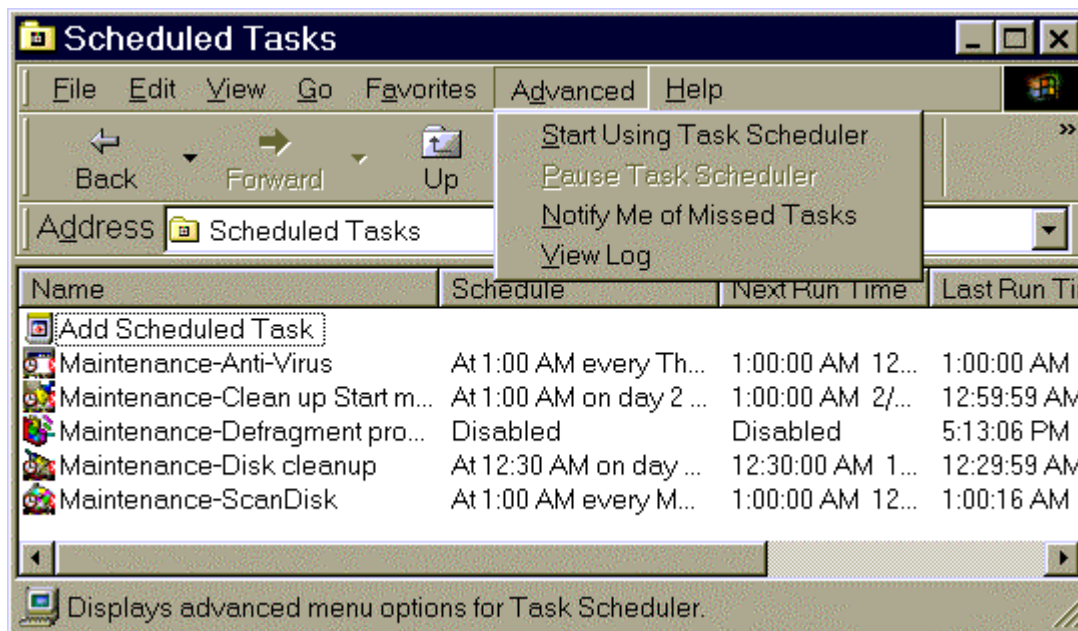 Scheduled Tasks
File Edit View Go Favorites Advanced Help
Start Using Task Scheduler
Pause Task Scheduler
Notify Me of Missed Tasks
View Log
Back Forward Up »
Address Scheduled Tasks
Name Schedule Next Run Time Last Run Ti
Add Scheduled Task
Maintenance-Anti-Virus At 1:00 AM every Th... 1:00:00 AM 12... 1:00:00 AM
Maintenance-Clean up Start m... At 1:00 AM on day 2 ... 1:00:00 AM 2/... 12:59:59 AM
Maintenance-Defragment pro... Disabled Disabled 5:13:06 PM
Maintenance-Disk cleanup At 12:30 AM on day ... 12:30:00 AM 1... 12:29:59 AM
Maintenance-ScanDisk At 1:00 AM every M... 1:00:00 AM 12... 1:00:16 AM
Displays advanced menu options for Task Scheduler.